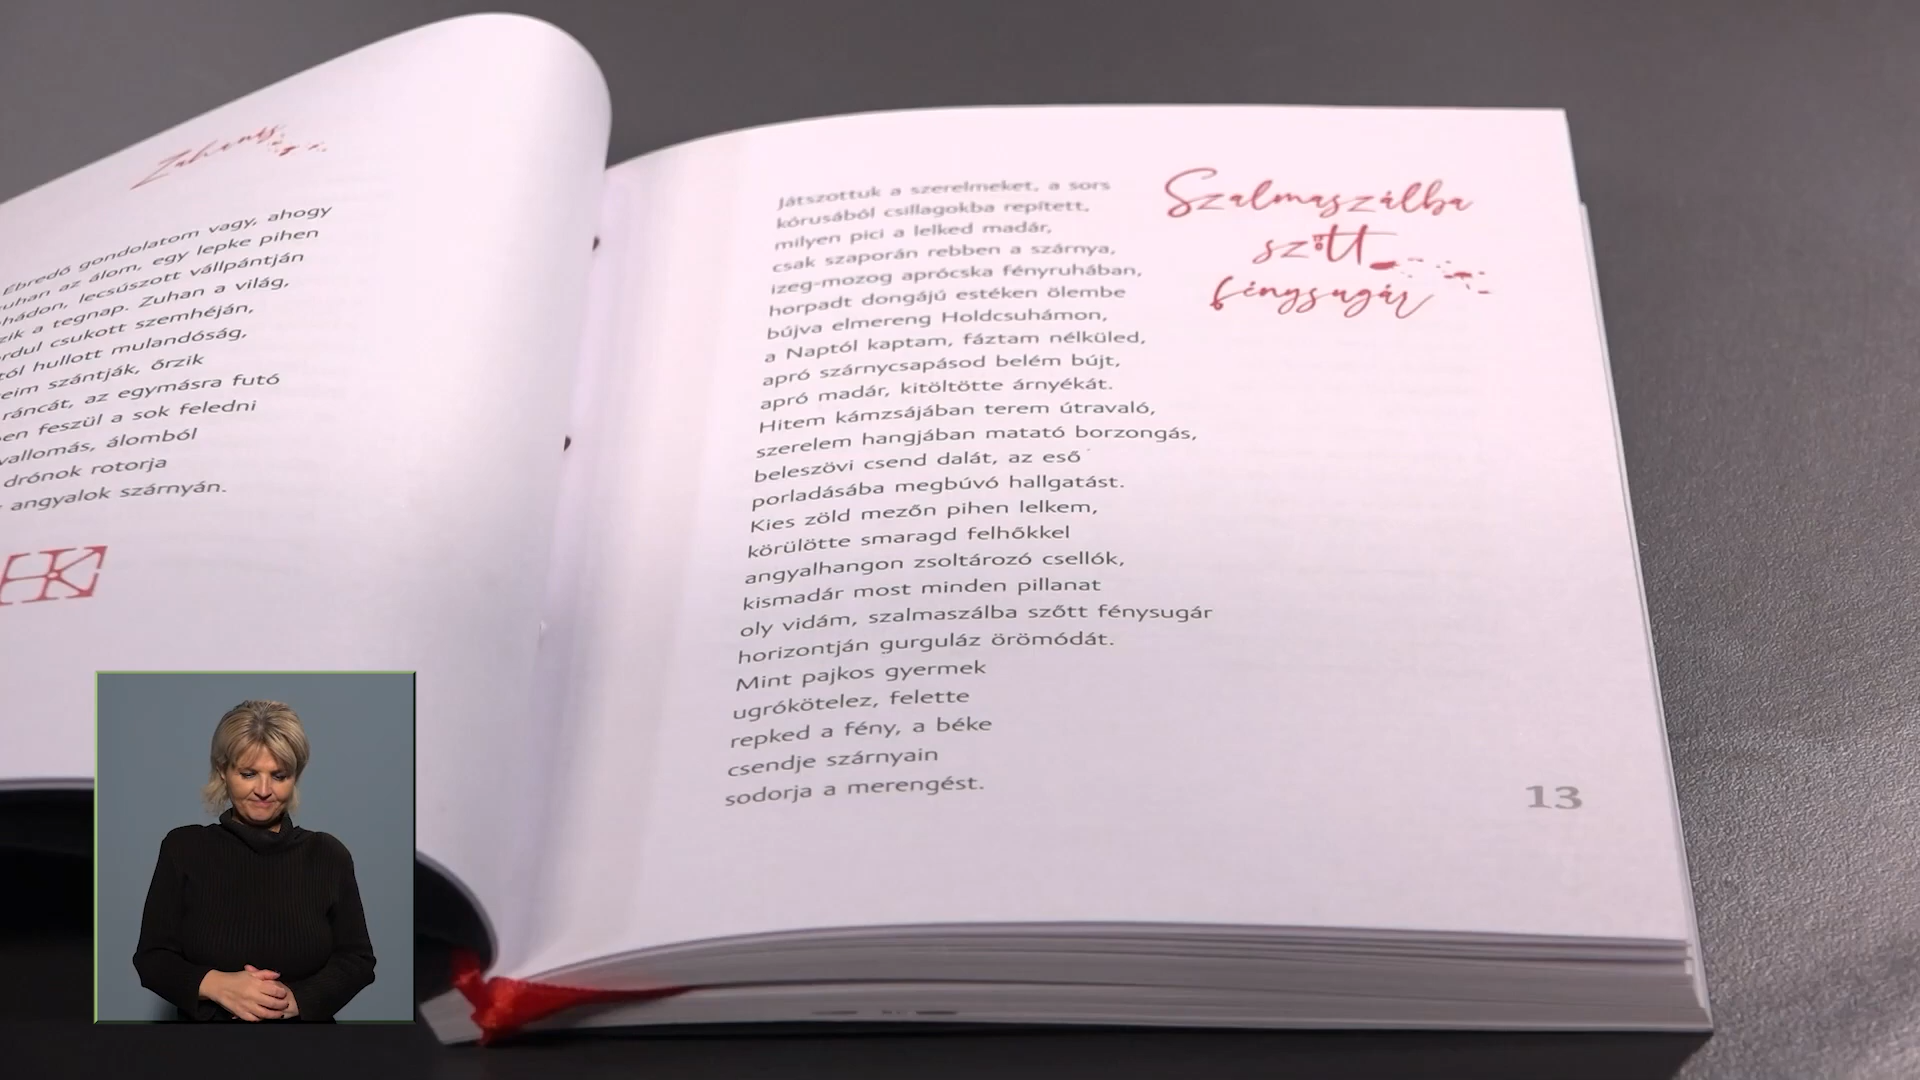 Zuhanás
Ébredő gondolatom vagy, ahogy
az álom, egy lepke pihen
lecsúszott vállpántján
a tegnap. Zuhan a világ,
csukott szemhéján,
hullott mulandóság,
szántják, őrzik
ráncát, az egymásra futó
feszül a sok feledni
vallomás, álomból
drónok rotorja
angyalok szárnyán.
Szalmaszálba
szőtt
fénysugár
Játszottuk a szerelmeket, a sors
kórusából csillagokba repített,
milyen pici a lelked madár,
csak szaporán rebben a szárnya,
izeg-mozog aprócska fényruhában,
horpadt dongájú estéken ölembe
bújva elmereng Holdcsuhámon,
a Naptól kaptam, fáztam nélküled,
apró szárnycsapásod belém bújt,
apró madár, kitöltötte árnyékát.
Hitem kámzsájában terem útravaló,
szerelem hangjában matató borzongás,
beleszövi csend dalát, az eső
porladásába megbúvó hallgatást.
Kies zöld mezőn pihen lelkem,
körülötte smaragd felhőkkel
angyalhangon zsoltározó csellók,
kismadár most minden pillanat
oly vidám, szalmaszálba szőtt fénysugár
horizontján gurguláz örömódát.
Mint pajkos gyermek
ugrókötelez, felette
repked a fény, a béke
csendje szárnyain
sodorja a merengést.
13